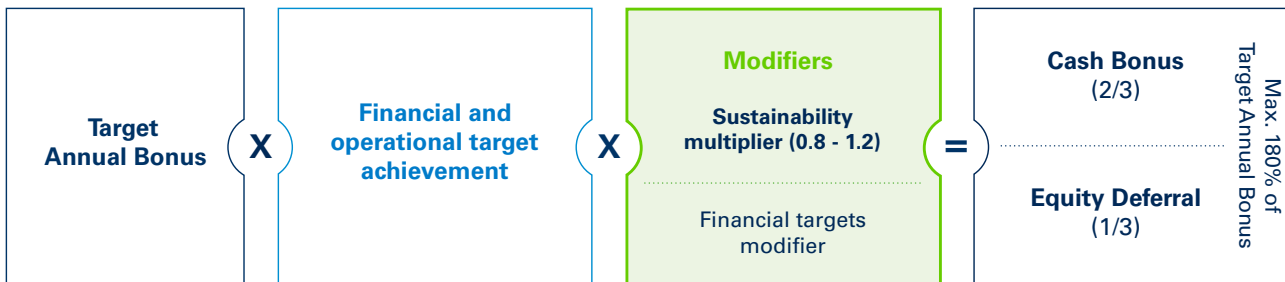 Target
Annual Bonus
X
Financial and
operational target
achievement
X
Modifiers
Sustainability
multiplier (0.8 - 1.2)
Financial targets
modifier
=
Cash Bonus
(2/3)
Equity Deferral
(1/3)
Max. 180% of
Target Annual Bonus